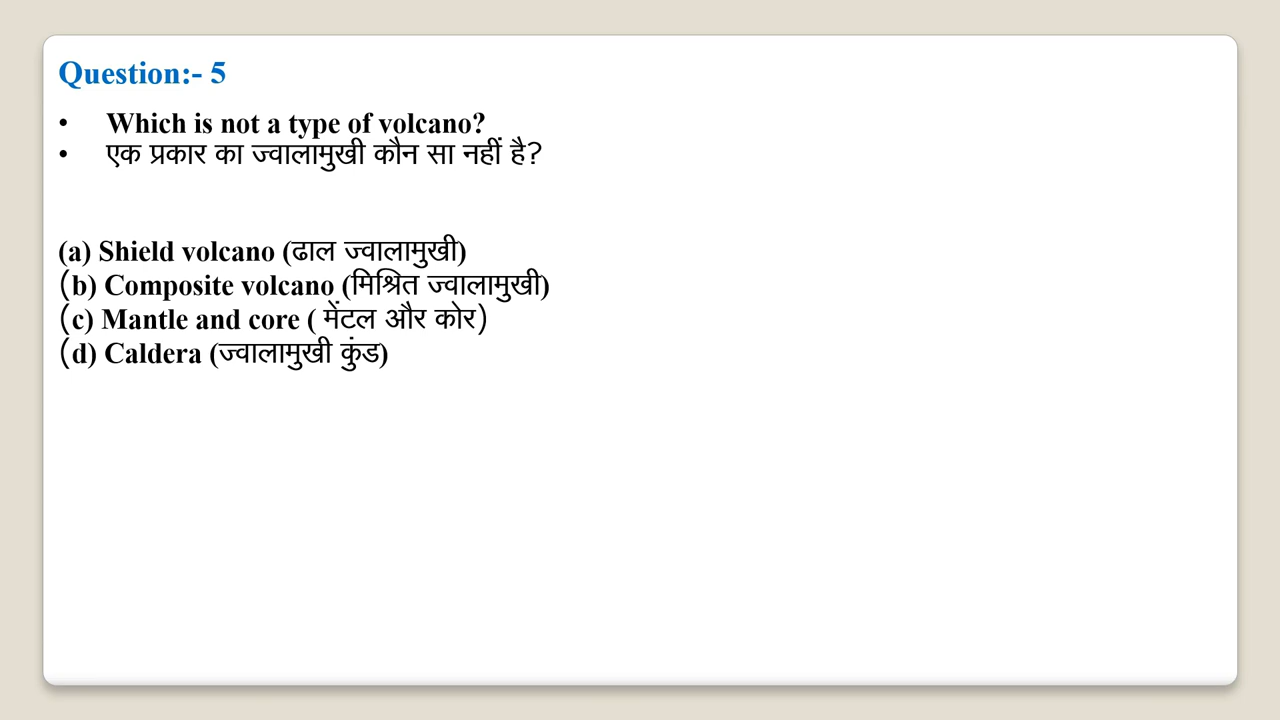 Question:- 5
• Which is not a type of volcano?
• एक प्रकार का ज्वालामुखी कौन सा नहीं है?
(a) Shield volcano (ढाल ज्वालामुखी)
(b) Composite volcano (मिश्रित ज्वालामुखी)
(c) Mantle and core ( मेंटल और कोर)
(d) Caldera (ज्वालामुखी कुंड)